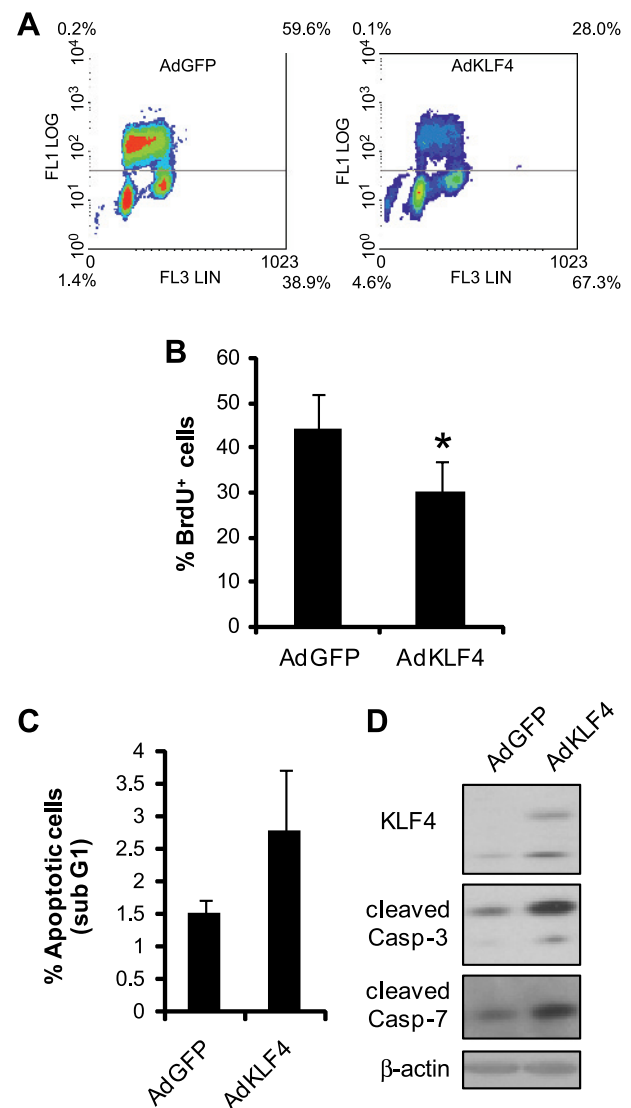 A
0.2%
59.6%
AdGFP
10⁴
10³
10²
10¹
10⁰
FL1 LOG
0
1023
1.4%
FL3 LIN
38.9%
0.1%
28.0%
AdKLF4
10⁴
10³
10²
10¹
10⁰
FL1 LOG
0
1023
4.6%
FL3 LIN
67.3%
B
60
50
40
30
20
10
0
% BrdU⁺ cells
*
AdGFP
AdKLF4
C
4
3.5
3
2.5
2
1.5
1
0.5
0
% Apoptotic cells
(sub G1)
AdGFP
AdKLF4
D
AdGFP
AdKLF4
KLF4
cleaved
Casp-3
cleaved
Casp-7
β-actin